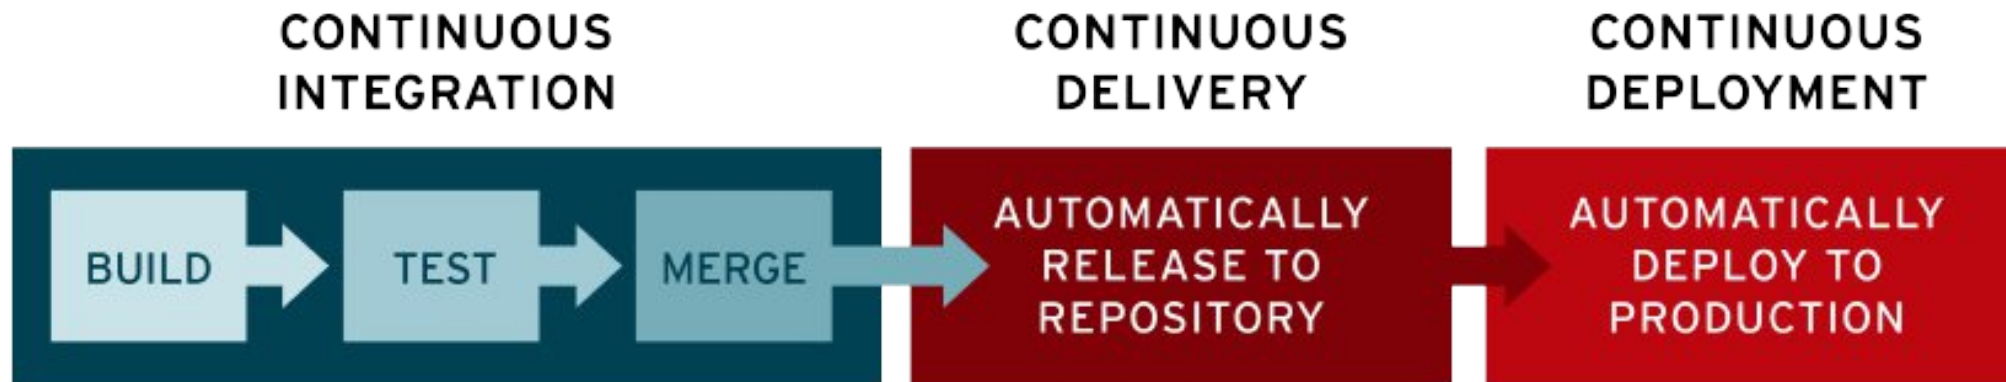 CONTINUOUS
INTEGRATION
CONTINUOUS
DELIVERY
CONTINUOUS
DEPLOYMENT
BUILD
TEST
MERGE
AUTOMATICALLY
RELEASE TO
REPOSITORY
AUTOMATICALLY
DEPLOY TO
PRODUCTION